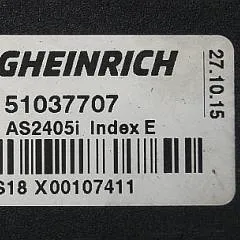 GHEINRICH
51037707
AS2405i Index E
S18 X00107411
27.10.15